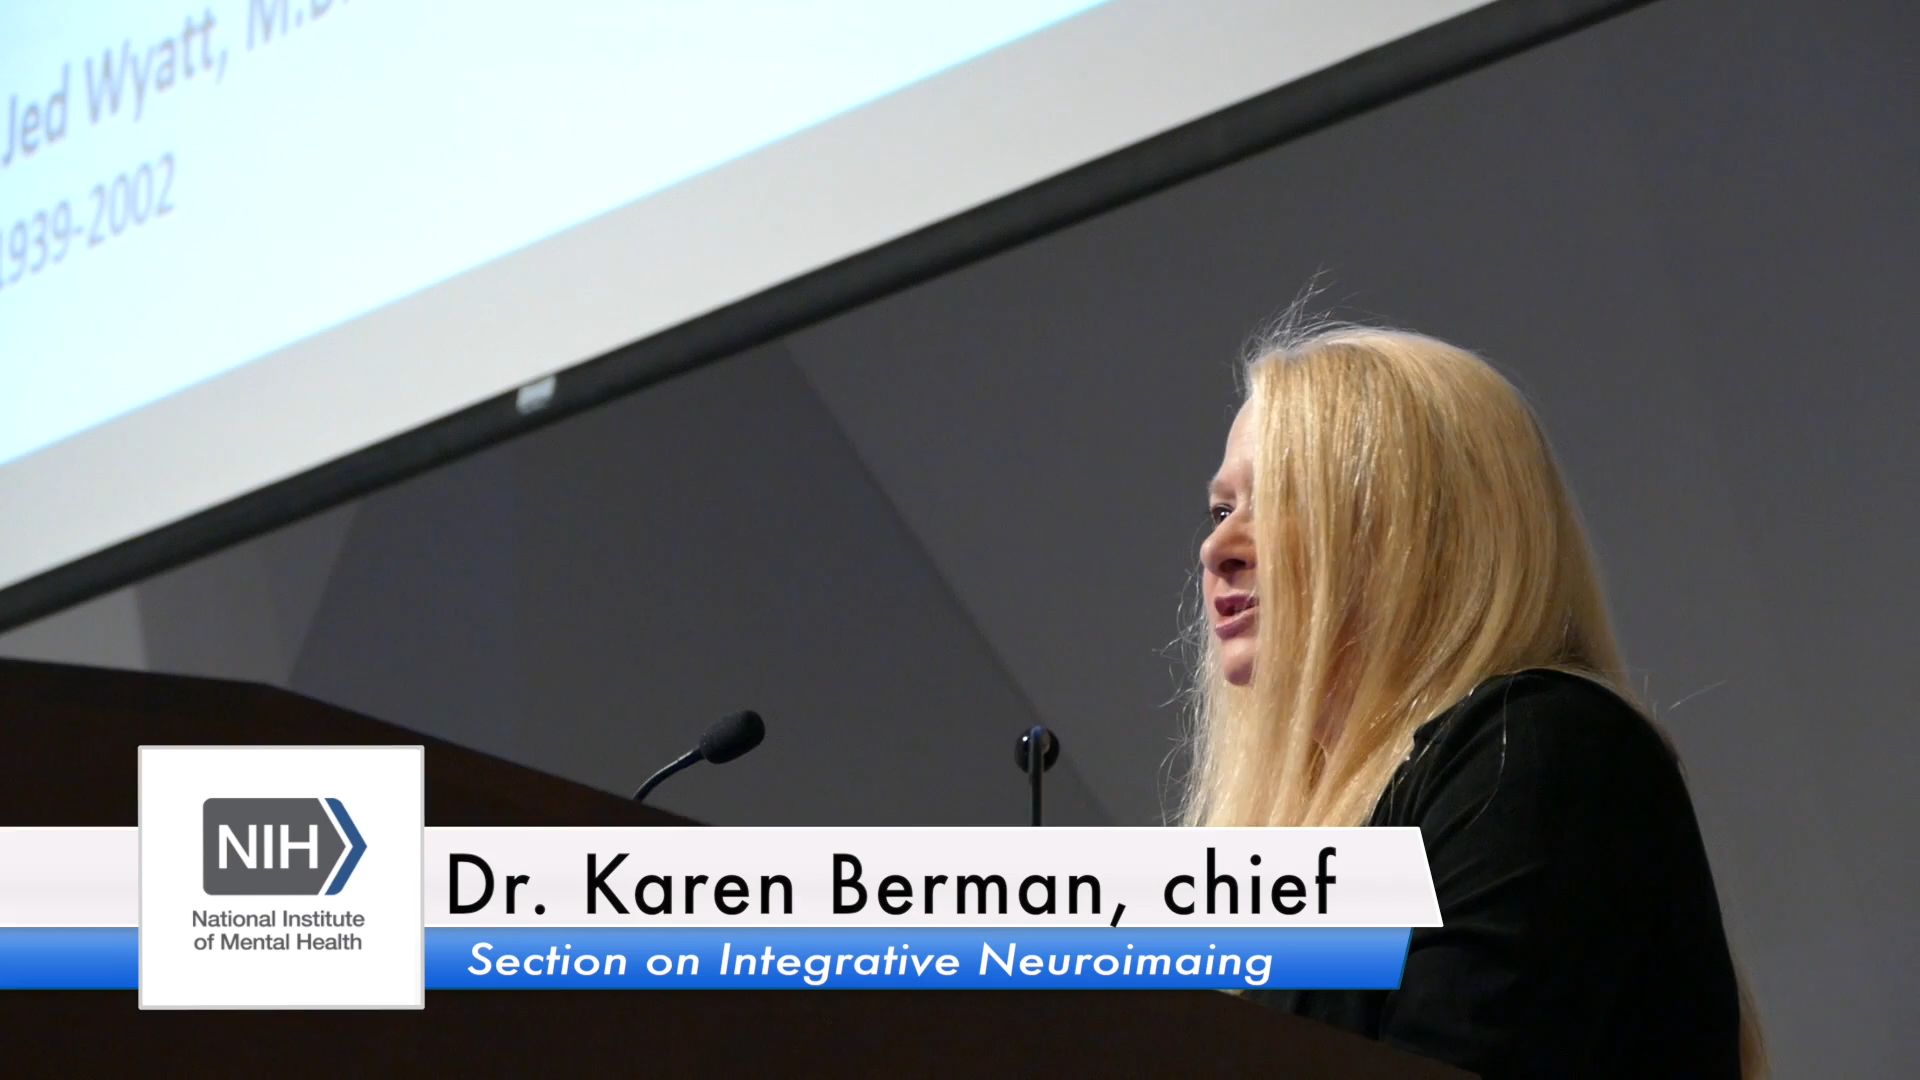 Jed Wyatt, M.D.
1939-2002
NIH
National Institute
of Mental Health
Dr. Karen Berman, chief
Section on Integrative Neuroimaing